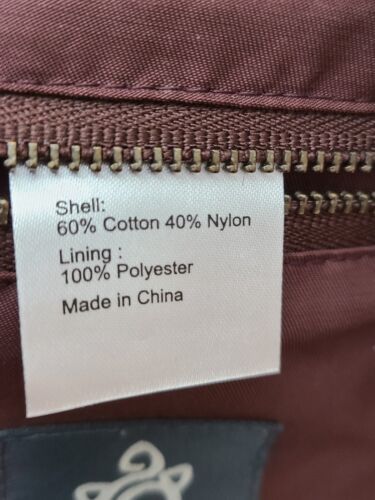 Shell:
60% Cotton 40% Nylon
Lining :
100% Polyester
Made in China